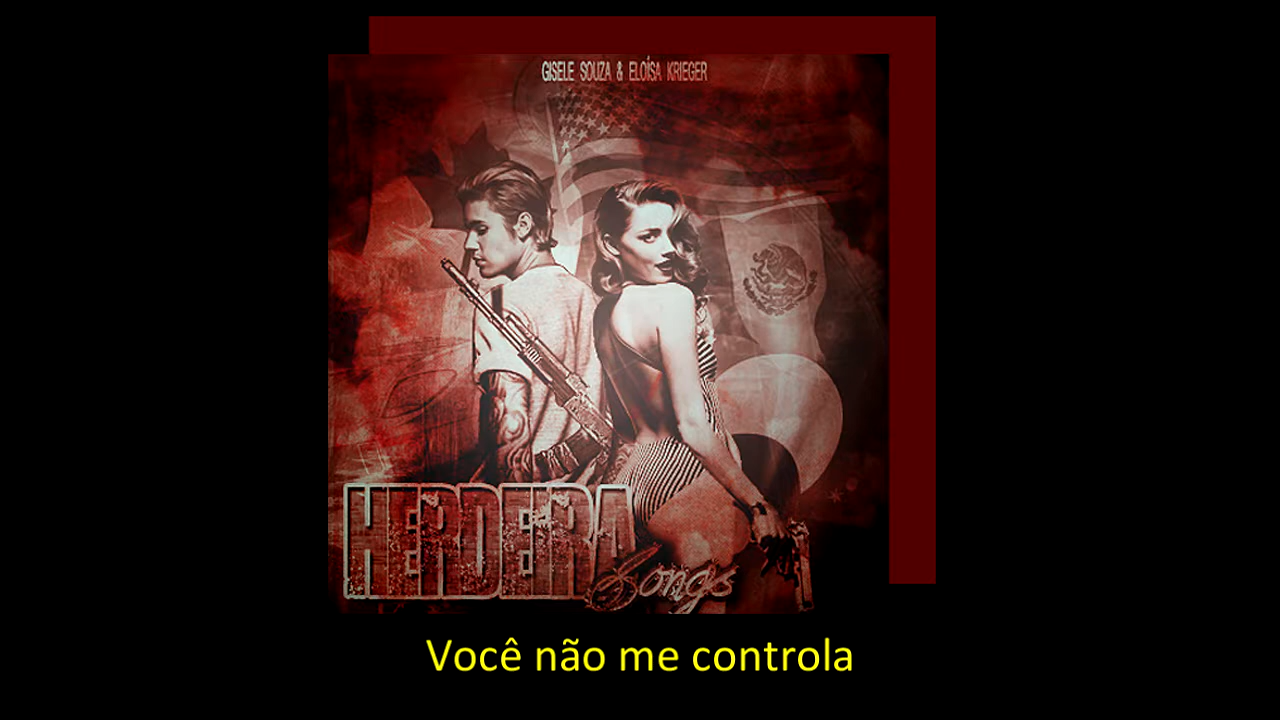 GISELE SOUZA & ELOÍSA KRIEGER
HERDEIRA
Songs
Você não me controla